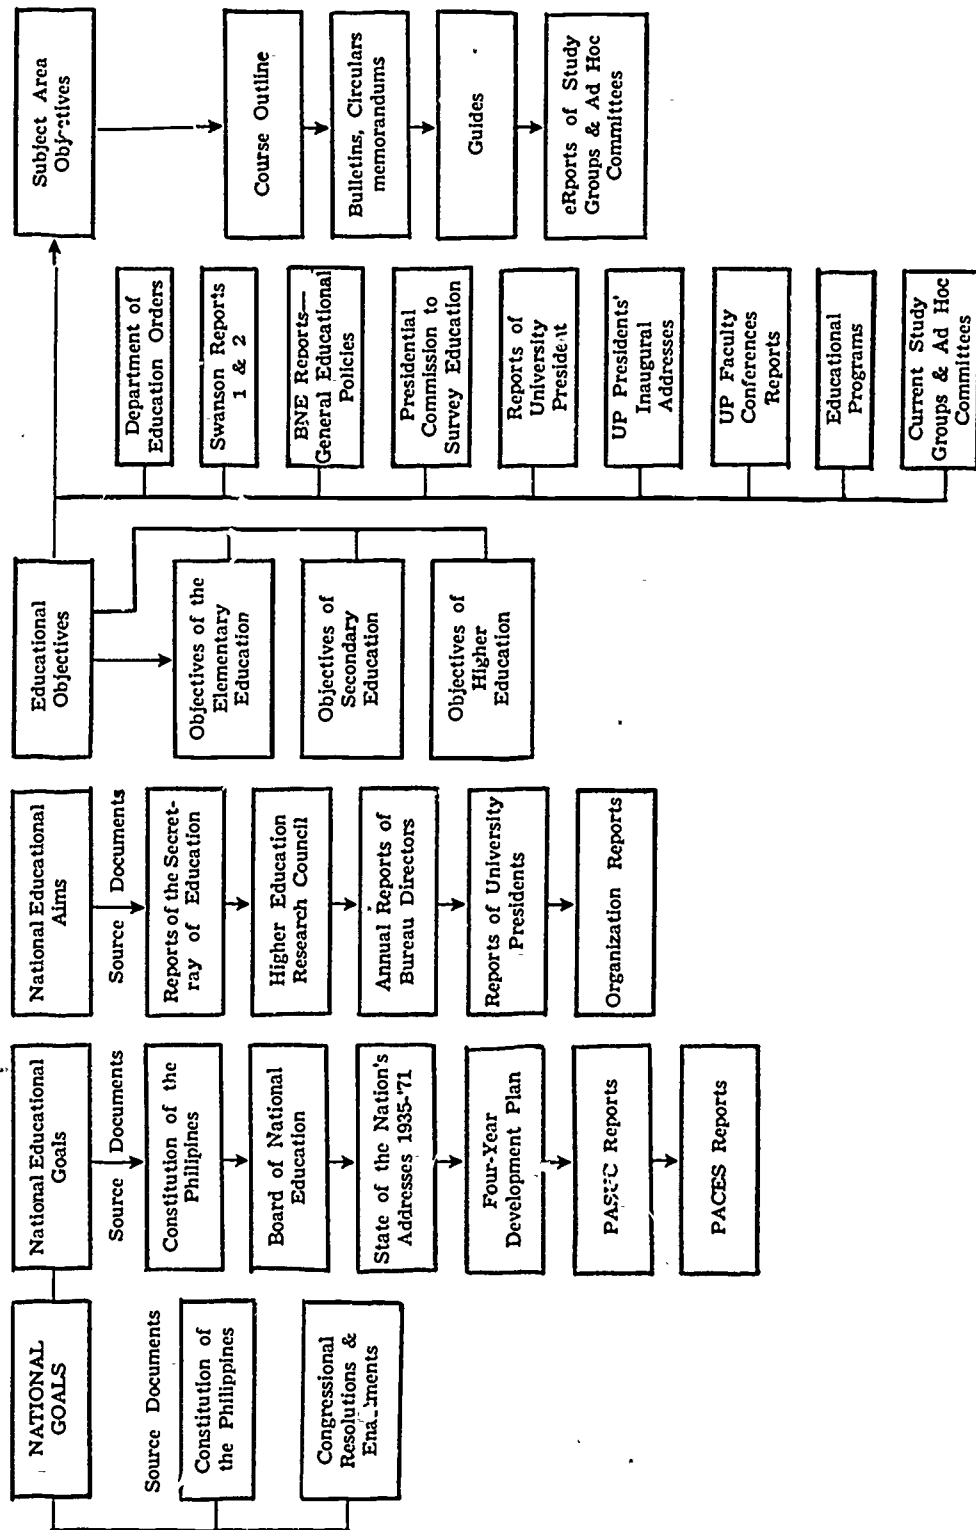 NATIONAL
GOALS
Source Documents
Constitution of
the Philippines
Congressional
Resolutions &
National Educational
Goals
Source Documents
Constitution of the
Philipines
Board of National
Education
State of the Nation's
Addresses 1935-'71
Four-Year
Development Plan
PASUC Reports
PACES Reports
National Educational
Aims
Source Documents
Reports of the Secret-
ray of Education
Higher Education
Research Council
Annual Reports of
Bureau Directors
Reports of University
Presidents
Organization Reports
Educational
Objectives
Objectives of the
Elementary
Education
Objectives of
Secondary
Education
Objectives of
Higher
Education
Department of
Education Orders
Swanson Reports
1 & 2
BNE Reports—
General Educational
Policies
Presidential
Commission to
Survey Education
Reports of
University
President
UP Presidents'
Inaugural
Addresses
UP Faculty
Conferences
Reports
Educational
Programs
Current Study
Groups & Ad Hoc
Committees
Subject Area
Objectives
Course Outline
Bulletins, Circulars
memorandums
Guides
eRports of Study
Groups & Ad Hoc
Committees